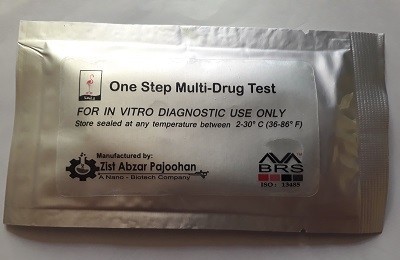 One Step Multi-Drug Test
FOR IN VITRO DIAGNOSTIC USE ONLY
Store sealed at any temperature between 2-30° C (36-86° F)
Manufactured by:
Zist Abzar Pajoohan
A Nano - Biotech Company
BRS
ISO: 13485